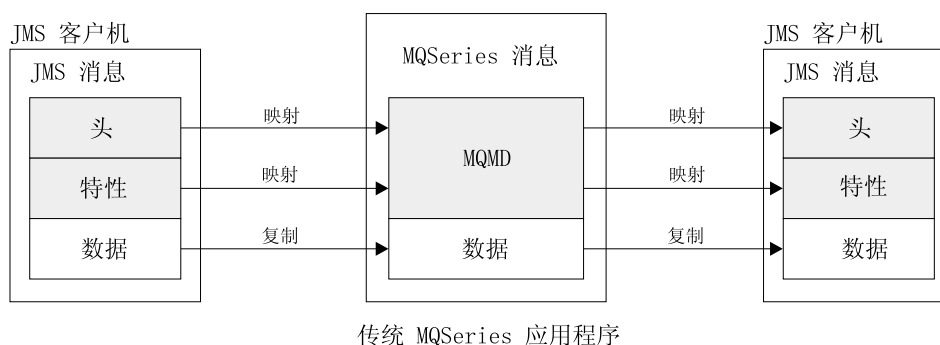 JMS 客户机
JMS 消息
头
特性
数据
映射
映射
复制
MQSeries 消息
MQMD
数据
映射
映射
复制
JMS 客户机
JMS 消息
头
特性
数据
传统 MQSeries 应用程序